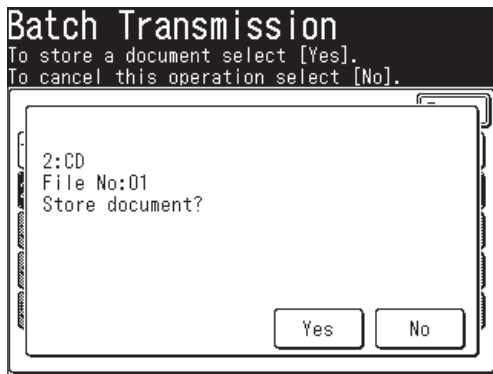 Batch Transmission
To store a document select [Yes].
To cancel this operation select [No].
2:CD
File No:01
Store document?
Yes
No